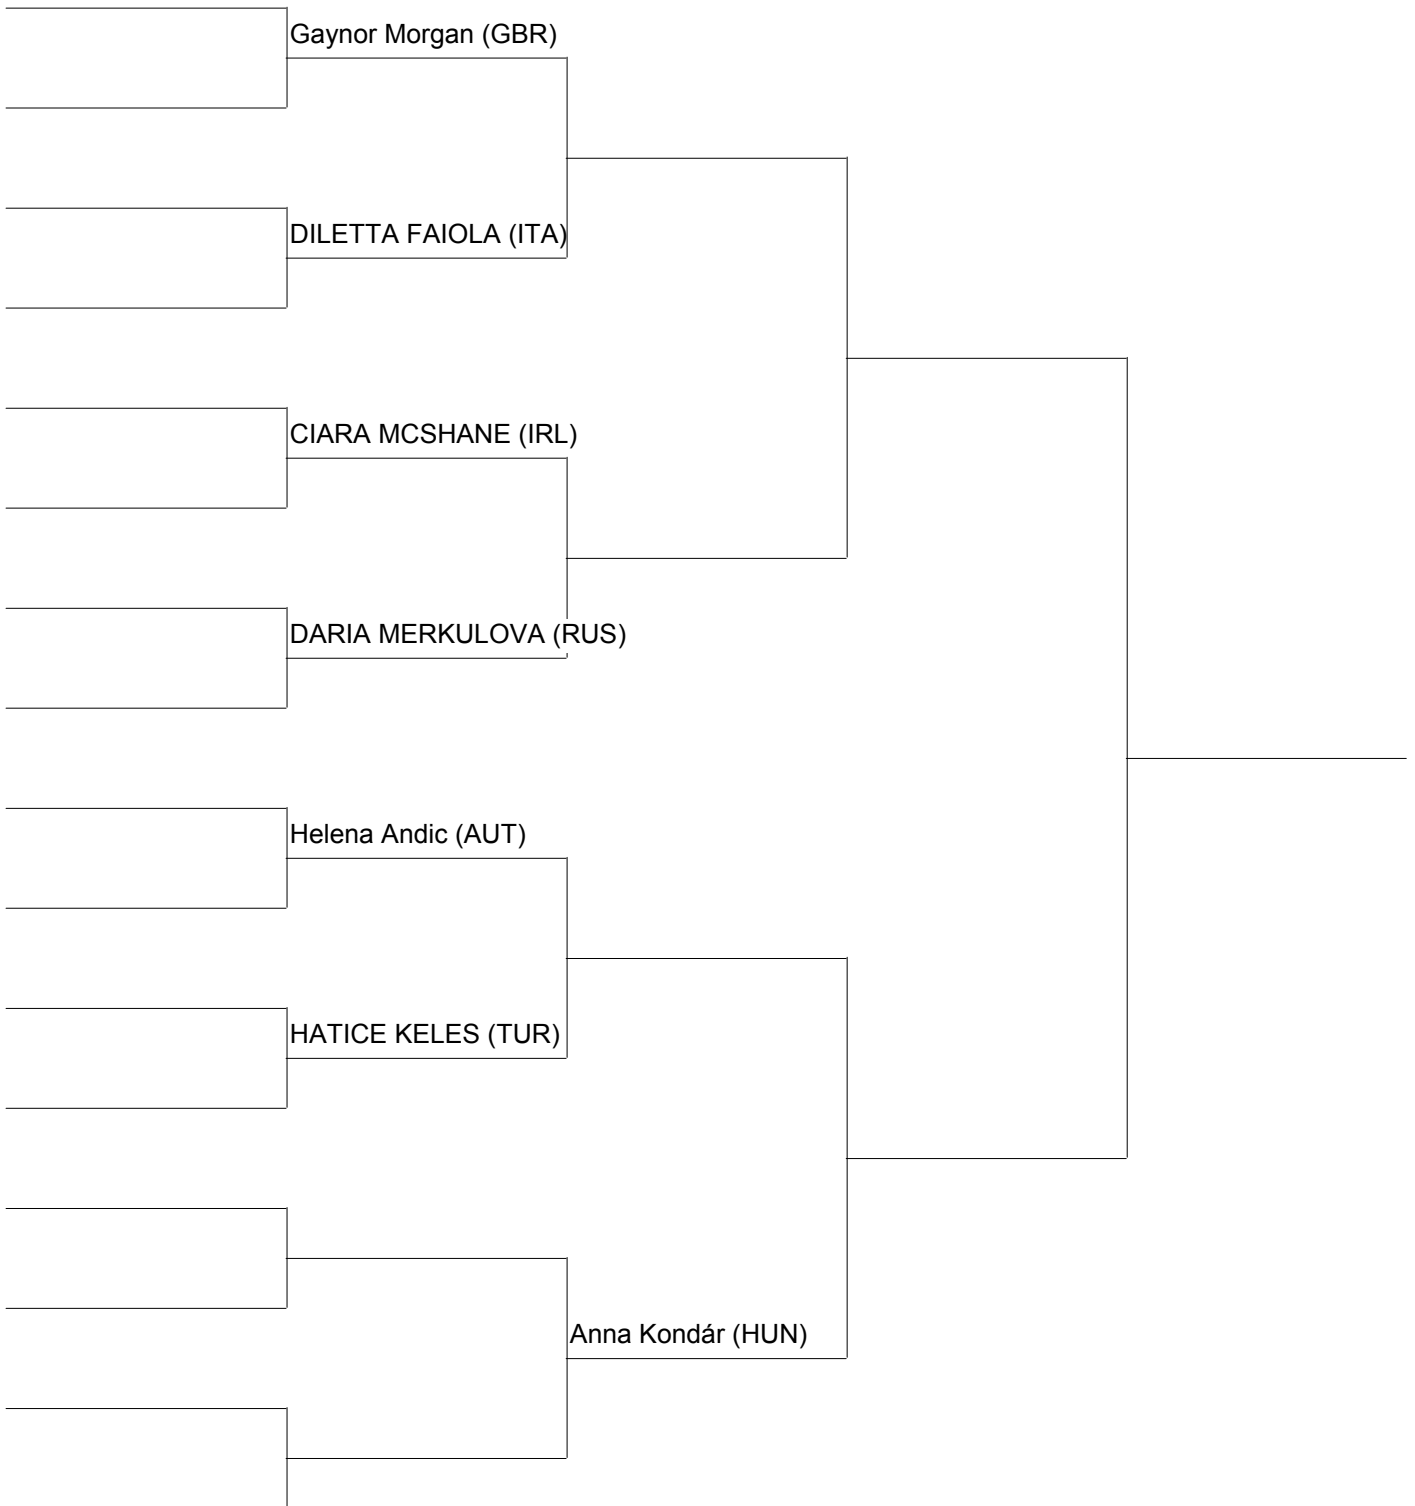 Gaynor Morgan (GBR)
DILETTA FAIOLA (ITA)
CIARA MCSHANE (IRL)
DARIA MERKULOVA (RUS)
Helena Andic (AUT)
HATICE KELES (TUR)
Anna Kondár (HUN)